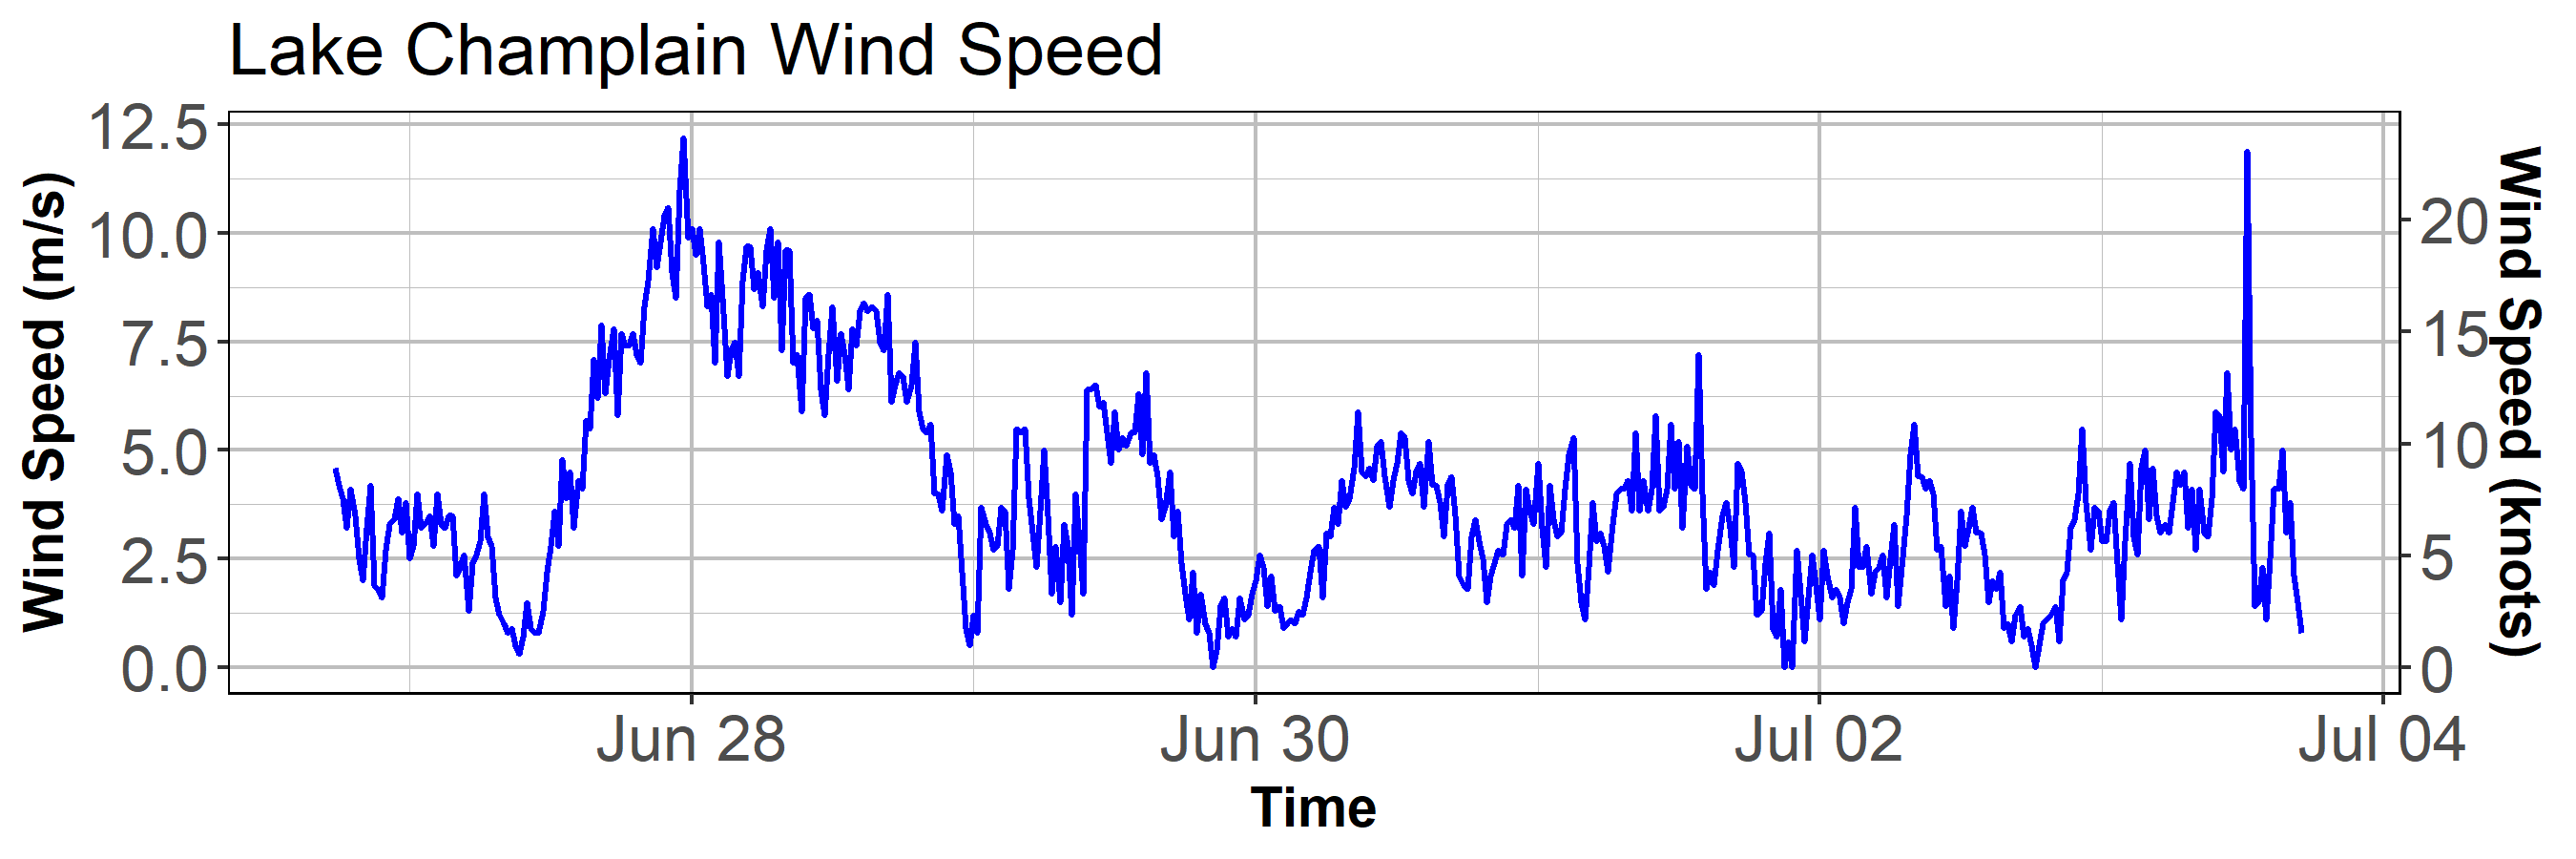 Lake Champlain Wind Speed
Wind Speed (m/s)
12.5
10.0
7.5
5.0
2.5
0.0
Wind Speed (knots)
20
15
10
5
0
Jun 28
Jun 30
Jul 02
Jul 04
Time